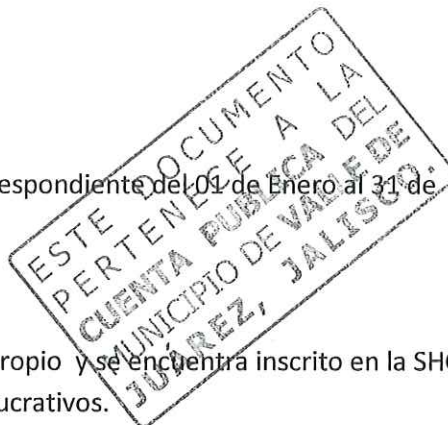 ESTE DOCUMENTO
PERTENECE A LA
CUENTA PUBLICA DEL
MUNICIPIO DE VALLE DE
JUÁREZ, JALISCO.
espondiente del 01 de Enero al 31 de
ropio y se encuentra inscrito en la SH
ucrativos.